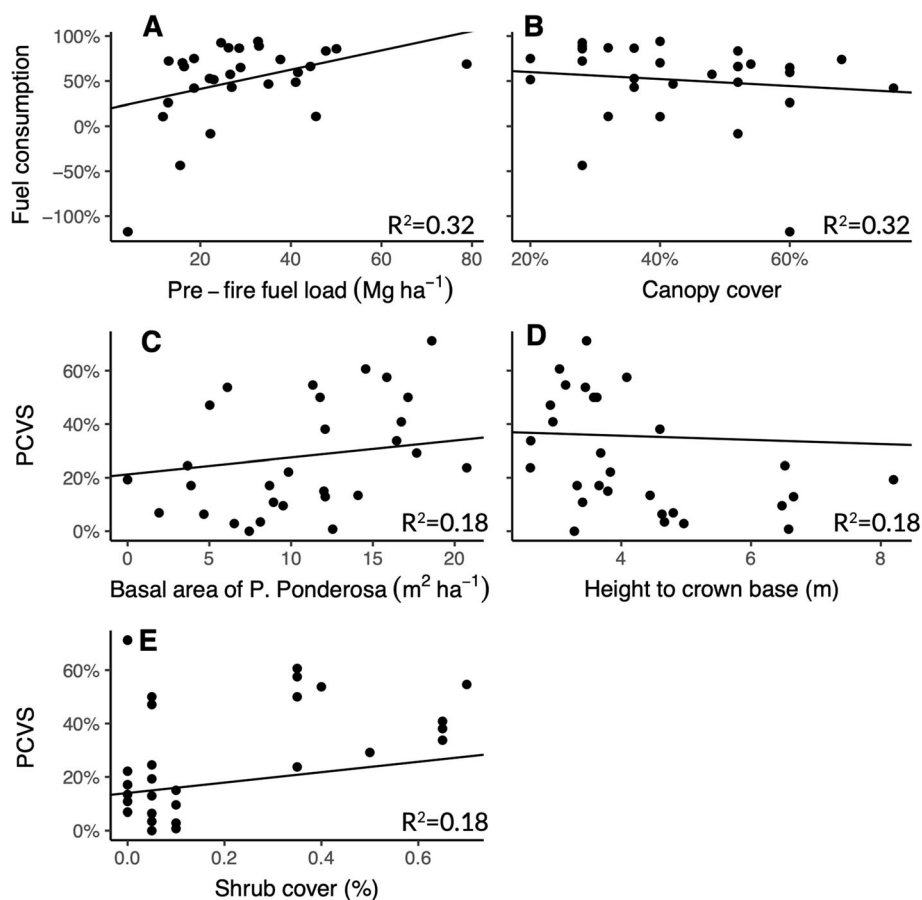 A
B
Fuel consumption
100%
50%
0%
−50%
−100%
R²=0.32
R²=0.32
20
40
60
80
20%
40%
60%
Pre − fire fuel load (Mg ha⁻¹)
Canopy cover
C
D
PCVS
60%
40%
20%
0%
R²=0.18
R²=0.18
0
5
10
15
20
4
6
8
Basal area of P. Ponderosa (m² ha⁻¹)
Height to crown base (m)
E
PCVS
60%
40%
20%
0%
R²=0.18
0.0
0.2
0.4
0.6
Shrub cover (%)